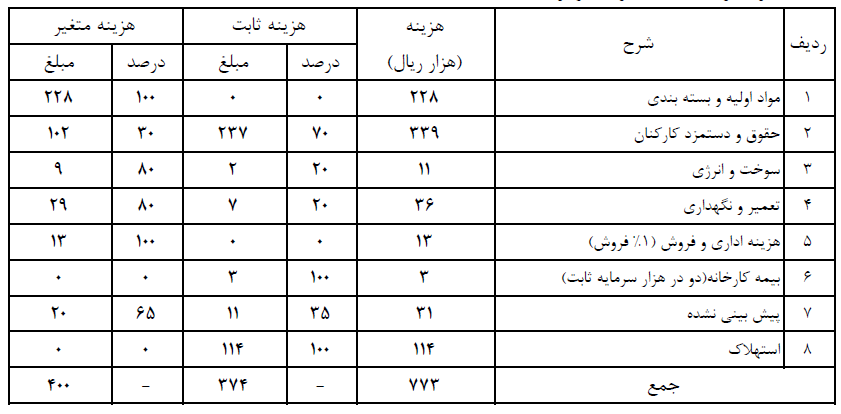 ردیف شرح هزینه (هزار ریال) هزینه ثابت هزینه متغیر
درصد مبلغ درصد مبلغ
۱ مواد اولیه و بسته بندی ۲۲۸ ۰ ۰ ۱۰۰ ۲۲۸
۲ حقوق و دستمزد کارکنان ۳۳۹ ۷۰ ۲۳۷ ۳۰ ۱۰۲
۳ سوخت و انرژی ۱۱ ۲۰ ۲ ۸۰ ۹
۴ تعمیر و نگهداری ۳۶ ۲۰ ۷ ۸۰ ۲۹
۵ هزینه اداری و فروش (۱٪ فروش) ۱۳ ۰ ۰ ۱۰۰ ۱۳
۶ بیمه کارخانه(دو در هزار سرمایه ثابت) ۳ ۱۰۰ ۳ ۰ ۰
۷ پیش بینی نشده ۳۱ ۳۵ ۱۱ ۶۵ ۲۰
۸ استهلاک ۱۱۴ ۱۰۰ ۱۱۴ ۰ ۰
جمع ۷۷۳ - ۳۷۴ - ۴۰۰